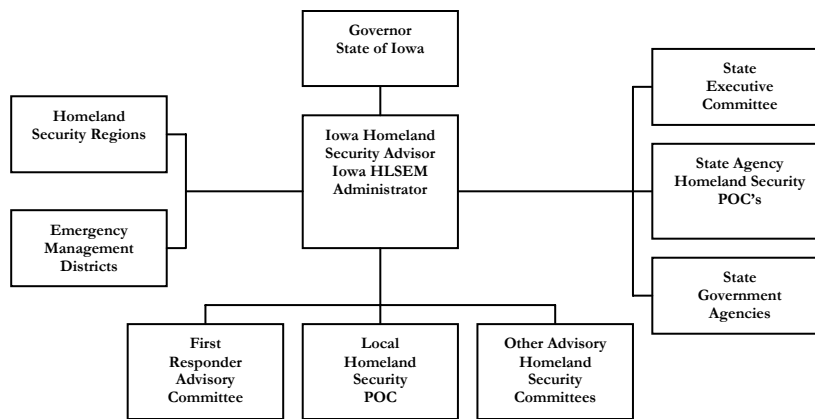 Governor
State of Iowa
State
Executive
Committee
Homeland
Security Regions
Iowa Homeland
Security Advisor
Iowa HLSEM
Administrator
State Agency
Homeland Security
POC's
Emergency
Management
Districts
State
Government
Agencies
First
Responder
Advisory
Committee
Local
Homeland
Security
POC
Other Advisory
Homeland
Security
Committees